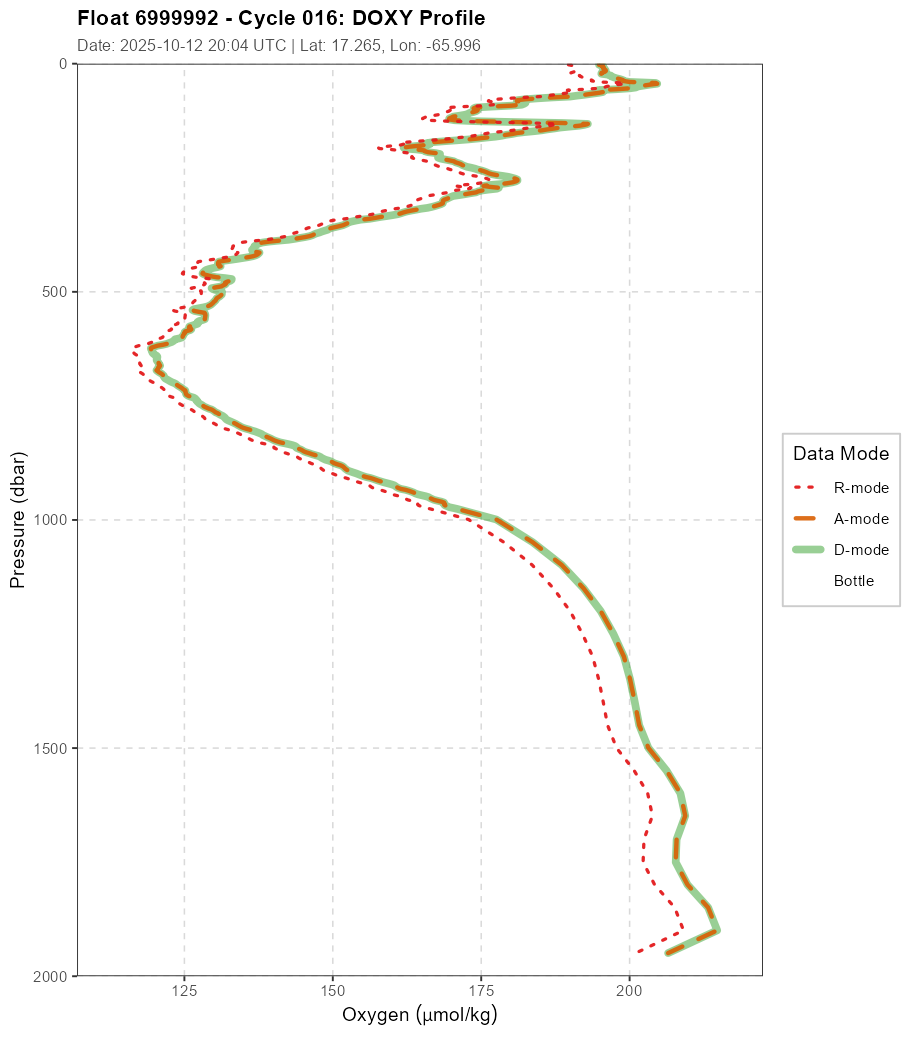 Float 6999992 - Cycle 016: DOXY Profile
Date: 2025-10-12 20:04 UTC | Lat: 17.265, Lon: -65.996
0
500
1000
1500
2000
Pressure (dbar)
125
150
175
200
Oxygen (μmol/kg)
Data Mode
R-mode
A-mode
D-mode
Bottle